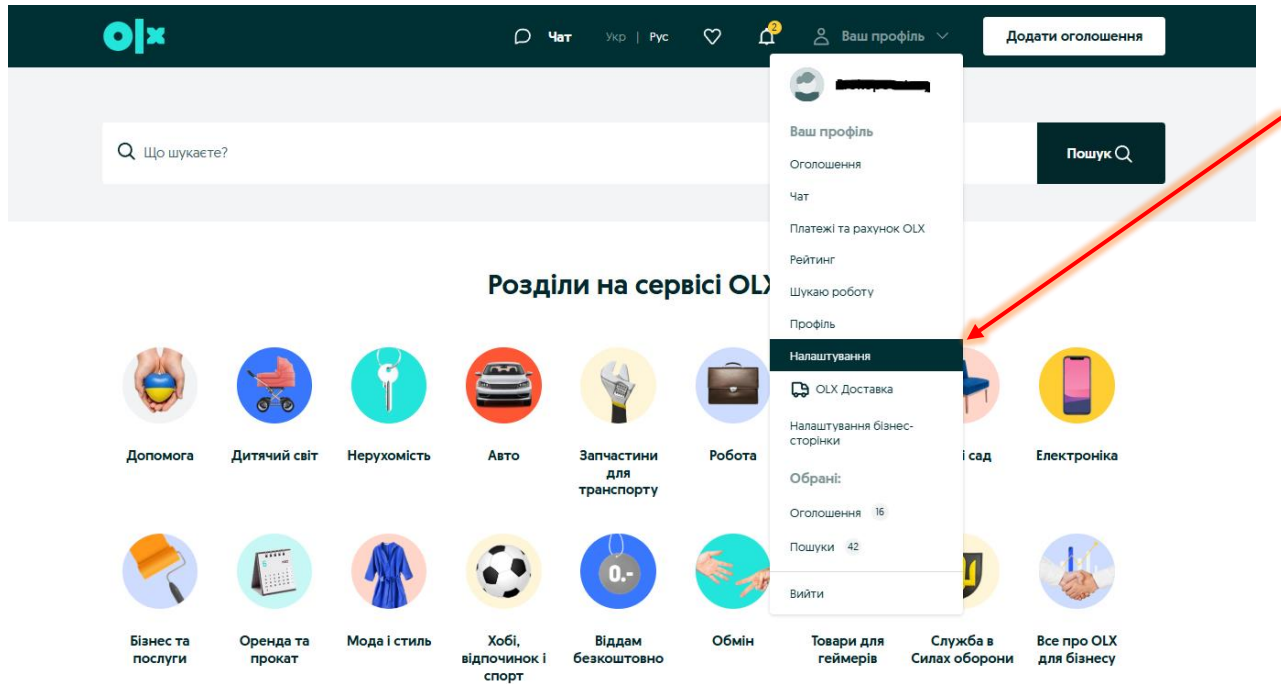 olx
Чат Укр | Рус 2 Ваш профіль Додати оголошення
Що шукаєте?
Пошук
Ваш профіль
Оголошення
Чат
Платежі та рахунок OLX
Рейтинг
Шукаю роботу
Профіль
Налаштування
OLX Доставка
Налаштування бізнес-
сторінки
Обрані:
Оголошення 16
Пошуки 42
Вийти
Розділи на сервісі OLX
Допомога
Дитячий світ
Нерухомість
Авто
Запчастини
для
транспорту
Робота
і сад
Електроніка
Бізнес та
послуги
Оренда та
прокат
Мода і стиль
Хобі,
відпочинок і
спорт
0.-
Віддам
безкоштовно
Обмін
Товари для
геймерів
Служба в
Силах оборони
Все про OLX
для бізнесу